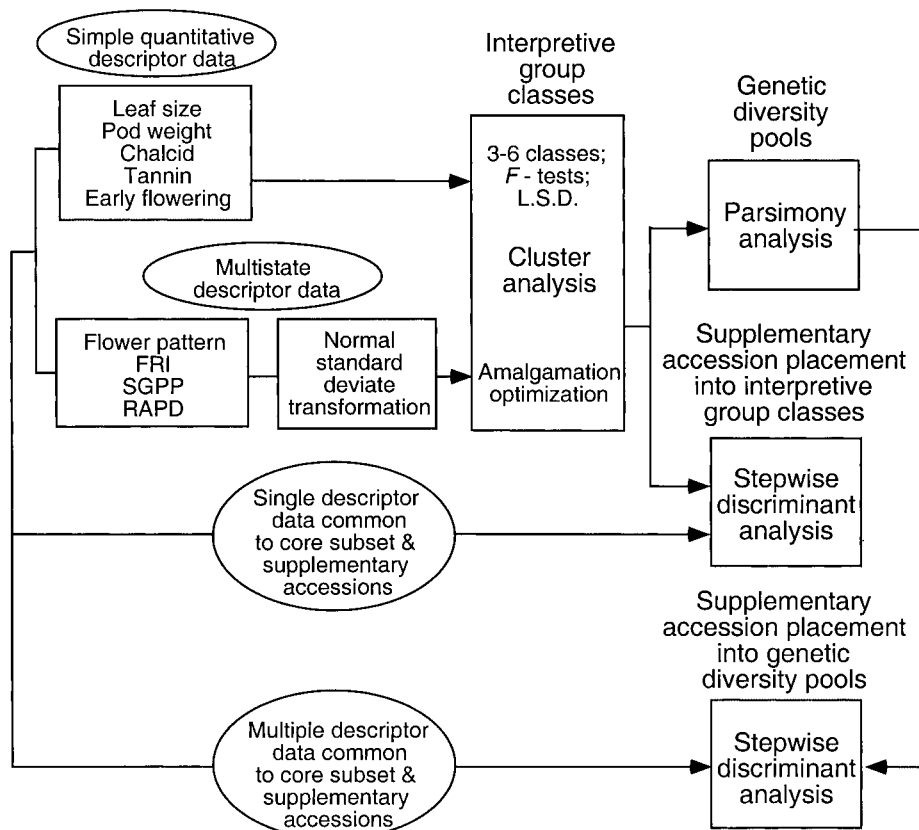 Simple quantitative
descriptor data
Leaf size
Pod weight
Chalcid
Tannin
Early flowering
Multistate
descriptor data
Flower pattern
FRI
SGPP
RAPD
Normal
standard
deviate
transformation
Interpretive
group
classes
3-6 classes;
F - tests;
L.S.D.
Cluster
analysis
Amalgamation
optimization
Genetic
diversity
pools
Parsimony
analysis
Supplementary
accession placement
into interpretive
group classes
Stepwise
discriminant
analysis
Single descriptor
data common
to core subset &
supplementary
accessions
Supplementary
accession placement
into genetic
diversity pools
Stepwise
discriminant
analysis
Multiple descriptor
data common
to core subset &
supplementary
accessions